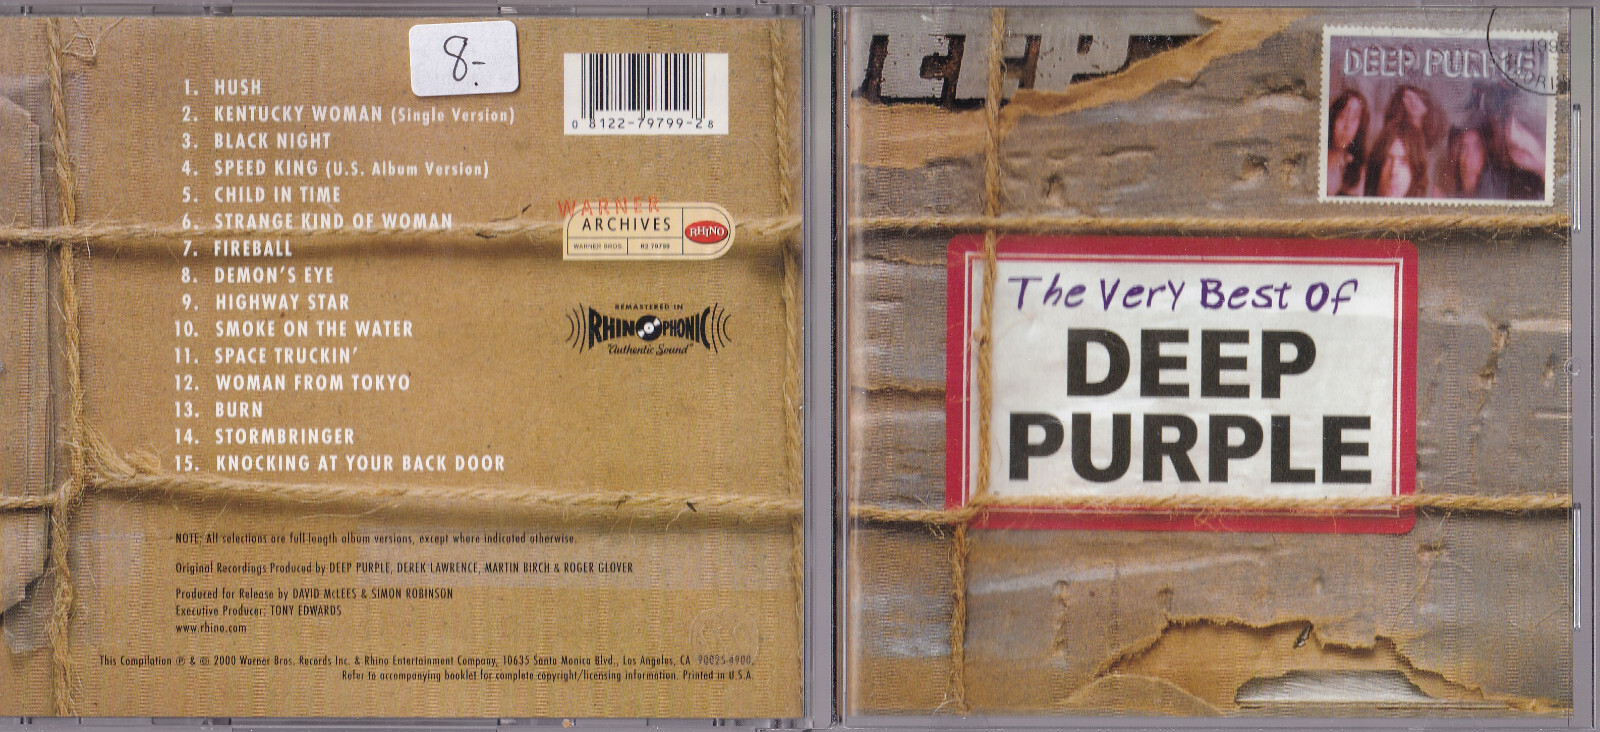 8.-
1. HUSH
2. KENTUCKY WOMAN (Single Version)
3. BLACK NIGHT
4. SPEED KING (U.S. Album Version)
5. CHILD IN TIME
6. STRANGE KIND OF WOMAN
7. FIREBALL
8. DEMON'S EYE
9. HIGHWAY STAR
10. SMOKE ON THE WATER
11. SPACE TRUCKIN'
12. WOMAN FROM TOKYO
13. BURN
14. STORMBRINGER
15. KNOCKING AT YOUR BACK DOOR
0 8122-79799-2 8
WARNER
ARCHIVES
RHINO
WARNER BROS. R2 79799
REMASTERED IN
RHINOPHONIC
"Authentic Sound"
NOTE: All selections are full-length album versions, except where indicated otherwise.
Original Recordings Produced by DEEP PURPLE, DEREK LAWRENCE, MARTIN BIRCH & ROGER GLOVER
Produced for Release by DAVID McLEES & SIMON ROBINSON
Executive Producer: TONY EDWARDS
www.rhino.com
This Compilation ℗ & © 2000 Warner Bros. Records Inc. & Rhino Entertainment Company, 10635 Santa Monica Blvd., Los Angeles, CA 90025-4900.
Refer to accompanying booklet for complete copyright/licensing information. Printed in U.S.A.
EEP
DEEP PURPLE
The Very Best Of
DEEP
PURPLE